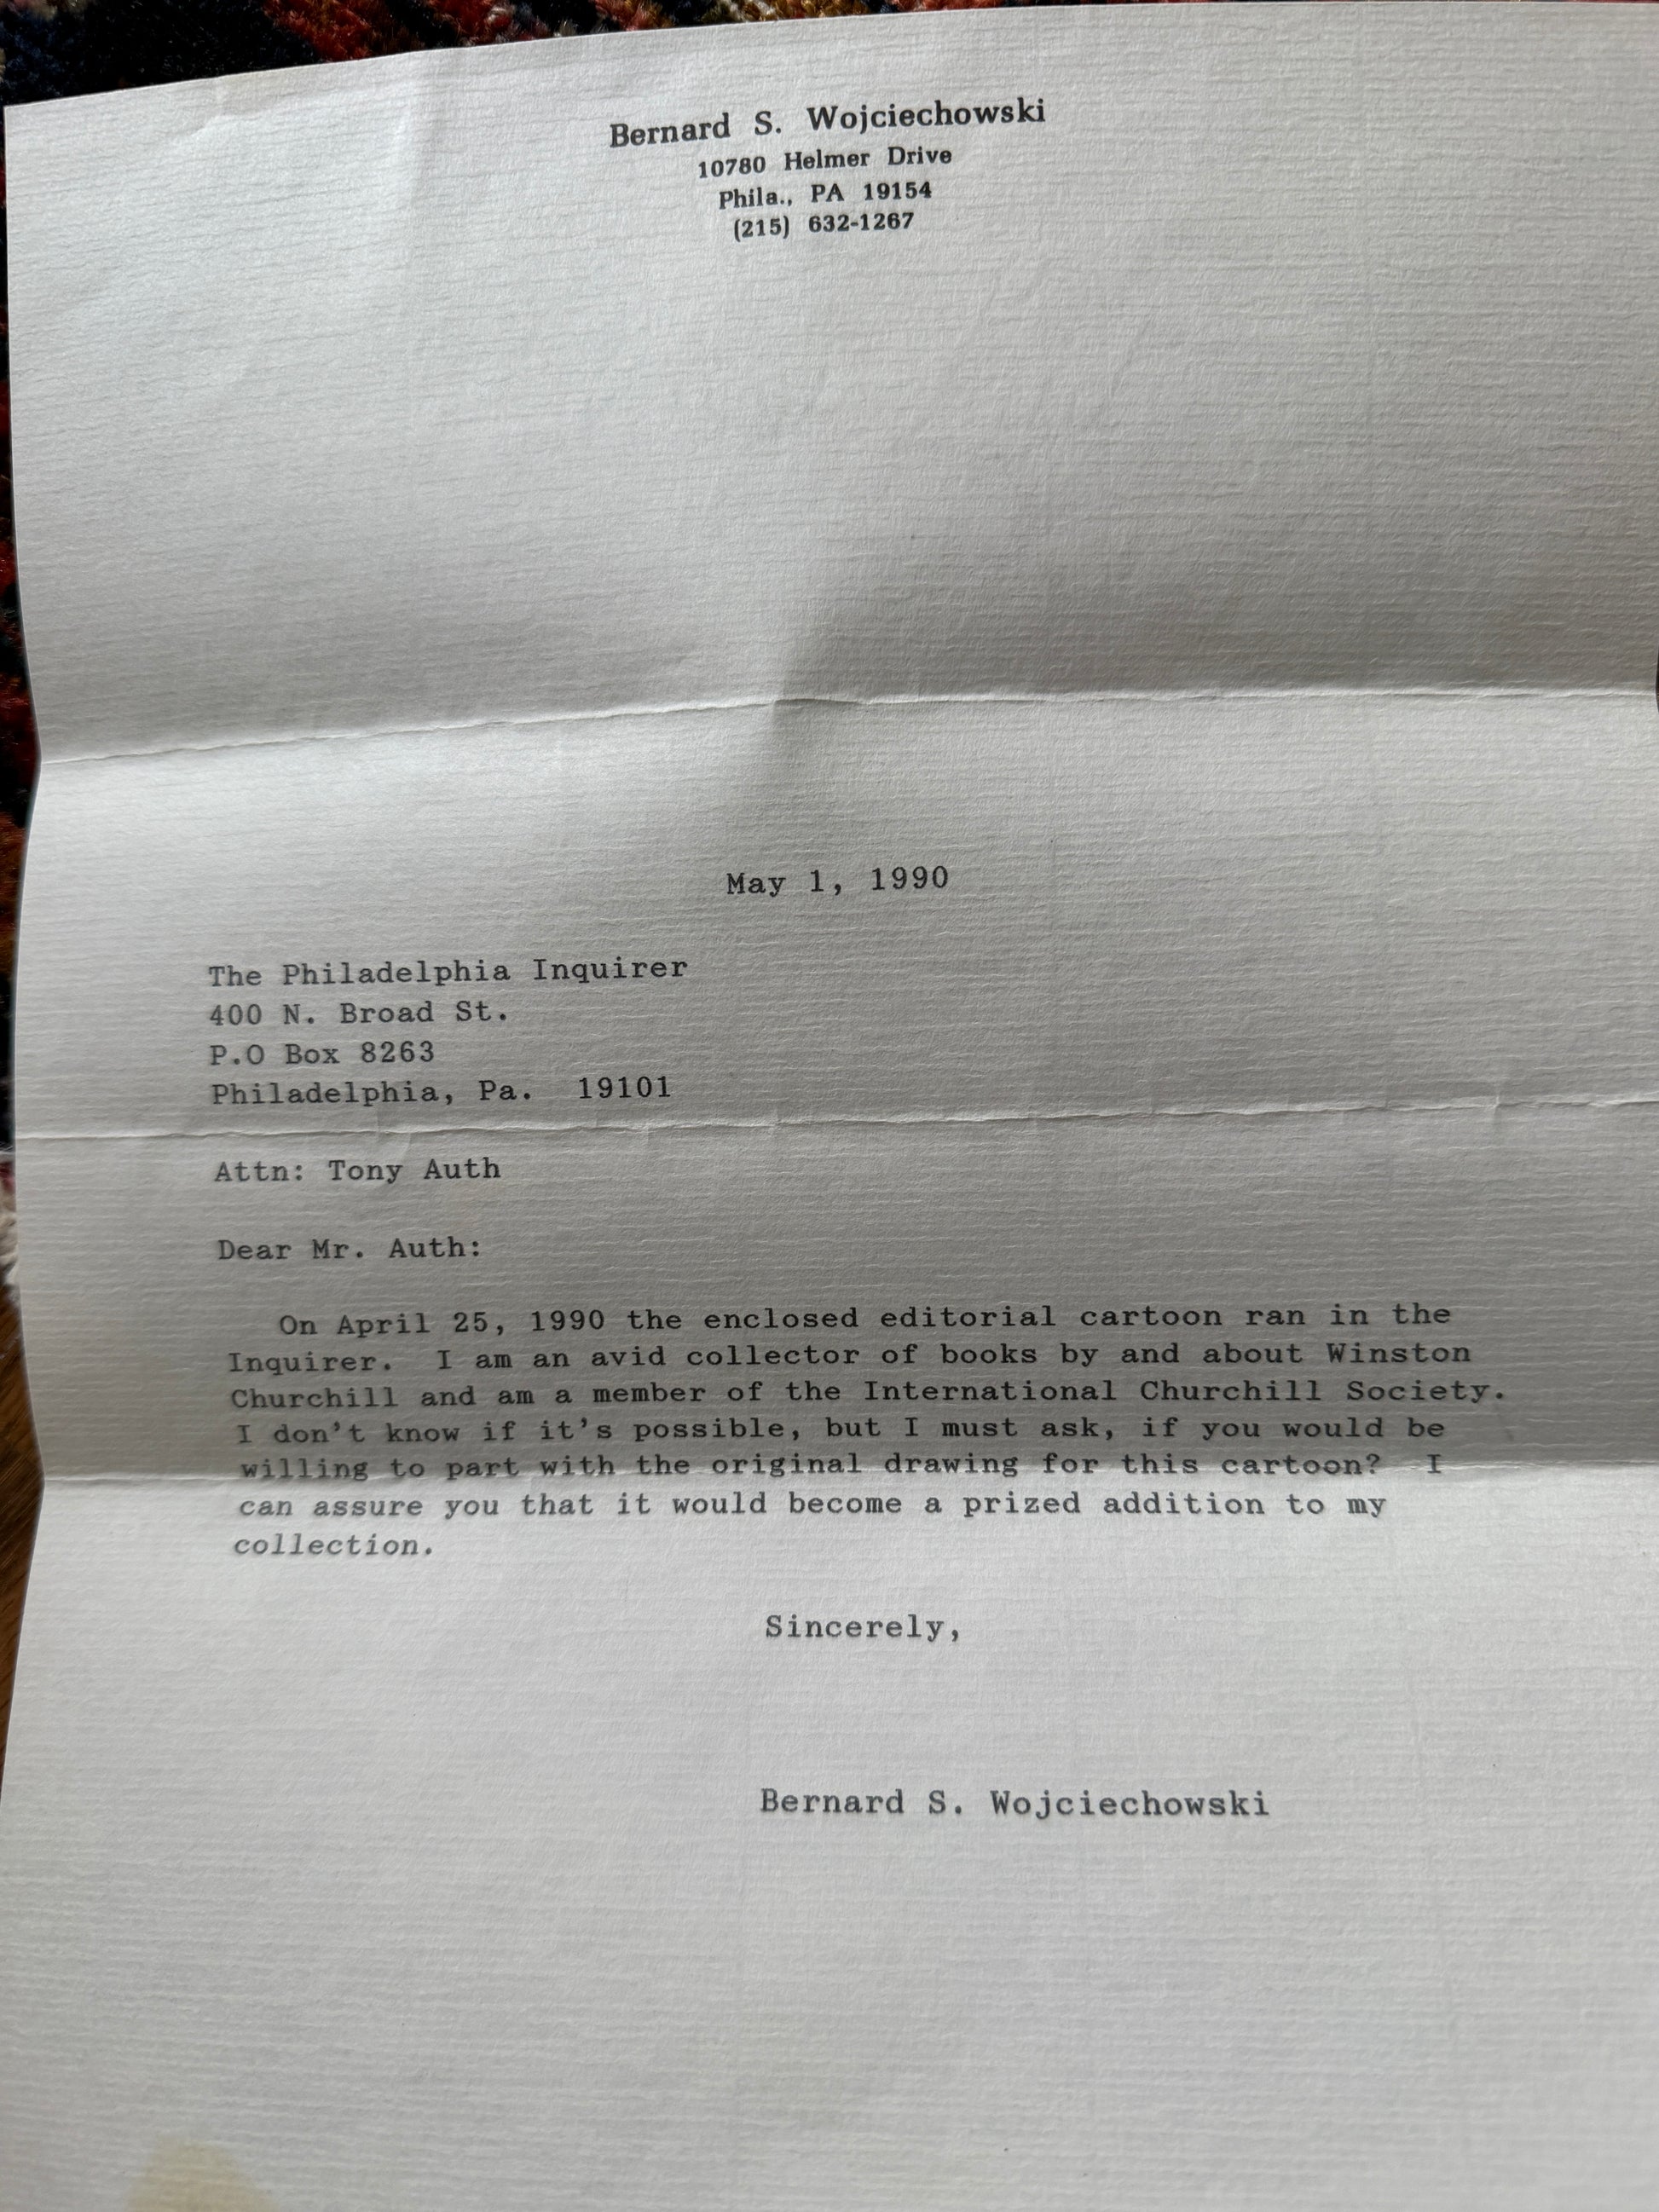 Bernard S. Wojciechowski
10780 Helmer Drive
Phila., PA 19154
(215) 632-1267
May 1, 1990
The Philadelphia Inquirer
400 N. Broad St.
P.O Box 8263
Philadelphia, Pa. 19101
Attn: Tony Auth
Dear Mr. Auth:
On April 25, 1990 the enclosed editorial cartoon ran in the
Inquirer. I am an avid collector of books by and about Winston
Churchill and am a member of the International Churchill Society.
I don't know if it's possible, but I must ask, if you would be
willing to part with the original drawing for this cartoon? I
can assure you that it would become a prized addition to my
collection.
Sincerely,
Bernard S. Wojciechowski